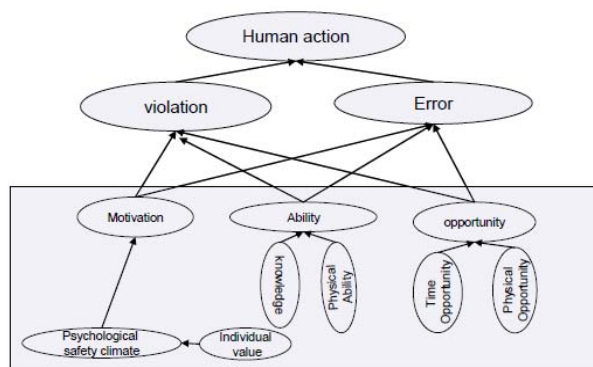 Human action
violation
Error
Motivation
Ability
opportunity
knowledge
Physical
Ability
Time
Opportunity
Physical
Opportunity
Psychological
safety climate
Individual
value